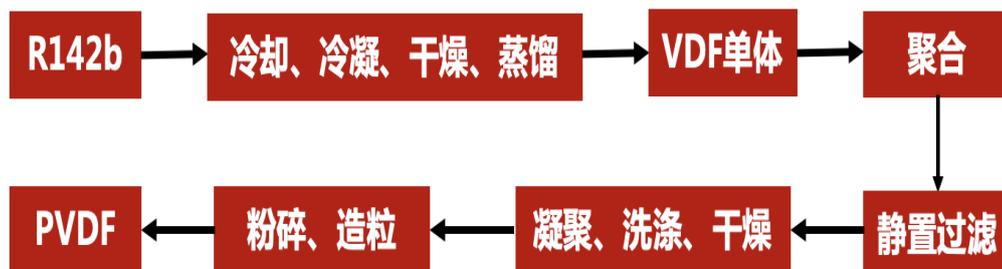 R142b
冷却、冷凝、干燥、蒸馏
VDF单体
聚合
静置过滤
凝聚、洗涤、干燥
粉碎、造粒
PVDF